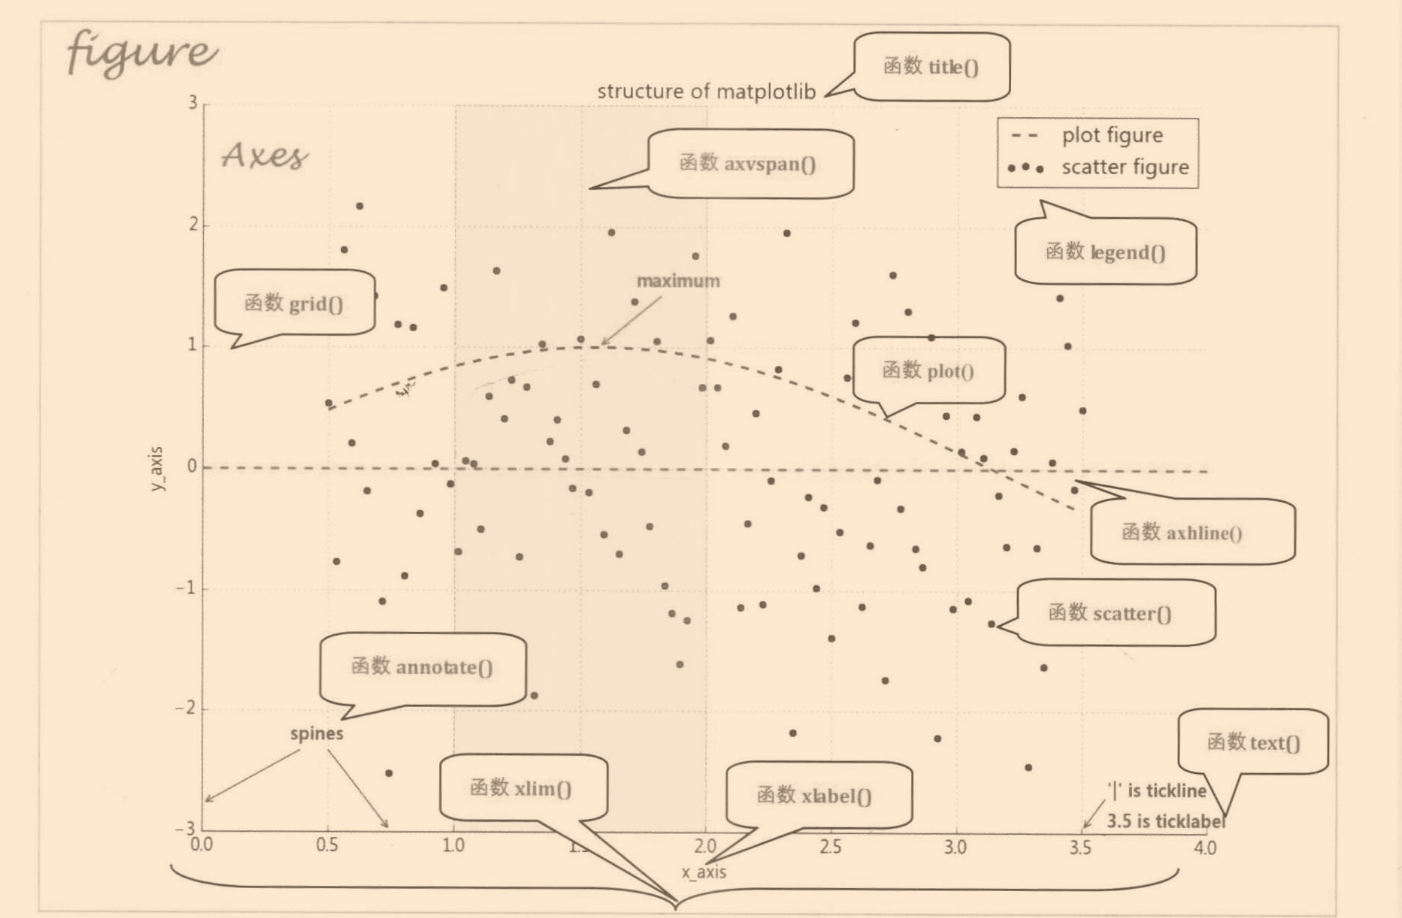 figure
函数 title()
structure of matplotlib
3
plot figure
scatter figure
Axes
函数 axvspan()
2
函数 legend()
maximum
函数 grid()
1
函数 plot()
y_axis
0
函数 axhline()
-1
函数 scatter()
函数 annotate()
-2
spines
函数 text()
函数 xlim()
函数 xlabel()
'|' is tickline
3.5 is ticklabel
-3
0.0 0.5 1.0 2.0 2.5 3.0 3.5 4.0
x_axis